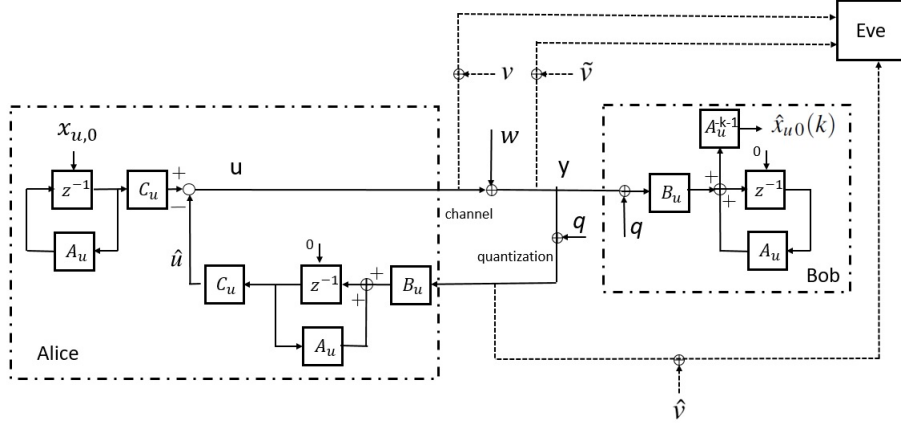 Eve
v
ṽ
x_{u,0}
w
A_u^{-k-1}
x̂_{u0}(k)
0
z^{-1}
C_u
+
−
u
y
+
+
B_u
z^{-1}
A_u
channel
q
q
A_u
û
0
quantization
C_u
z^{-1}
+
+
B_u
Bob
A_u
Alice
v̂